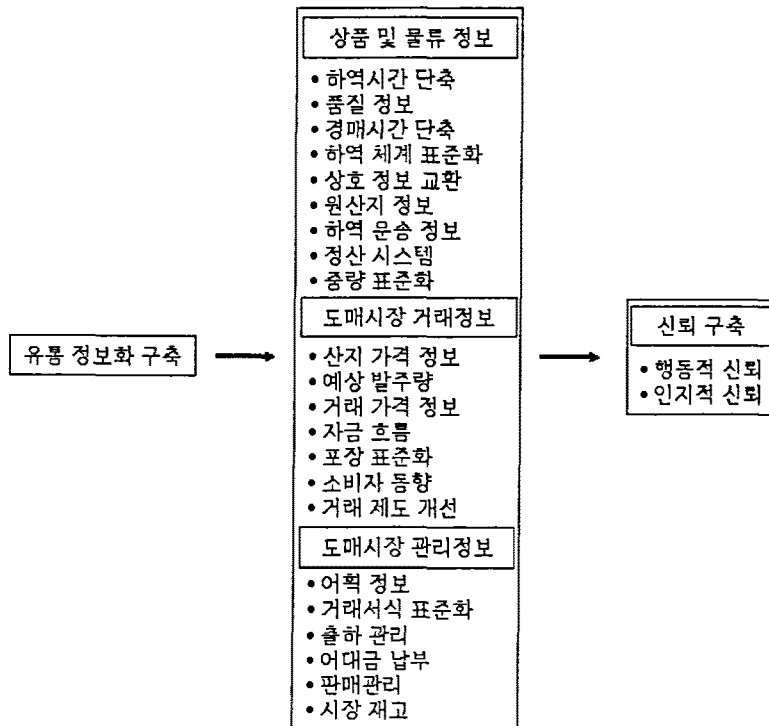 상품 및 물류 정보
• 하역시간 단축
• 품질 정보
• 경매시간 단축
• 하역 체계 표준화
• 상호 정보 교환
• 원산지 정보
• 하역 운송 정보
• 정산 시스템
• 중량 표준화
유통 정보화 구축
도매시장 거래정보
• 산지 가격 정보
• 예상 발주량
• 거래 가격 정보
• 자금 흐름
• 포장 표준화
• 소비자 동향
• 거래 제도 개선
도매시장 관리정보
• 어획 정보
• 거래서식 표준화
• 출하 관리
• 어대금 납부
• 판매관리
• 시장 재고
신뢰 구축
• 행동적 신뢰
• 인지적 신뢰